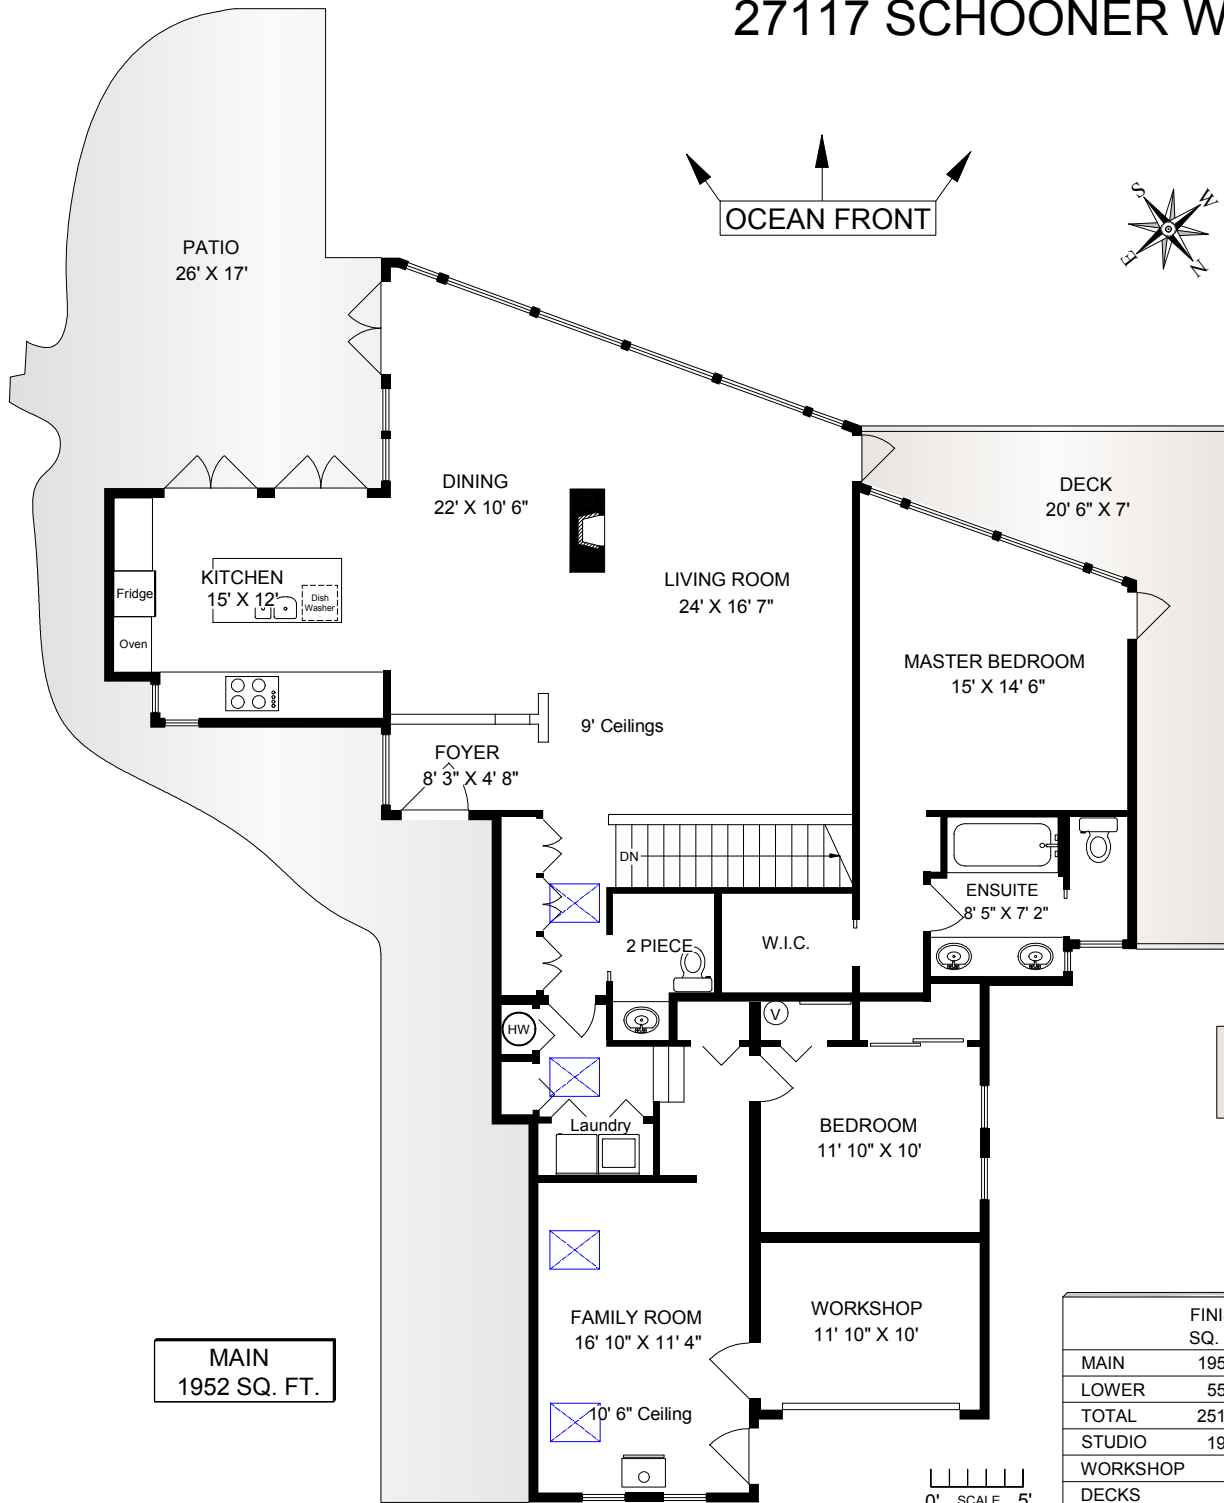 27117 SCHOONER W
OCEAN FRONT
S
W
E
N
PATIO
26' X 17'
DINING
22' X 10' 6"
DECK
20' 6" X 7'
KITCHEN
15' X 12'
Fridge
Dish
Washer
Oven
LIVING ROOM
24' X 16' 7"
MASTER BEDROOM
15' X 14' 6"
9' Ceilings
FOYER
8' 3" X 4' 8"
DN
ENSUITE
8' 5" X 7' 2"
2 PIECE
W.I.C.
HW
V
Laundry
BEDROOM
11' 10" X 10'
FAMILY ROOM
16' 10" X 11' 4"
WORKSHOP
11' 10" X 10'
10' 6" Ceiling
MAIN
1952 SQ. FT.
FINI
SQ.
MAIN 195
LOWER 55
TOTAL 251
STUDIO 19
WORKSHOP
DECKS
0' SCALE 5'